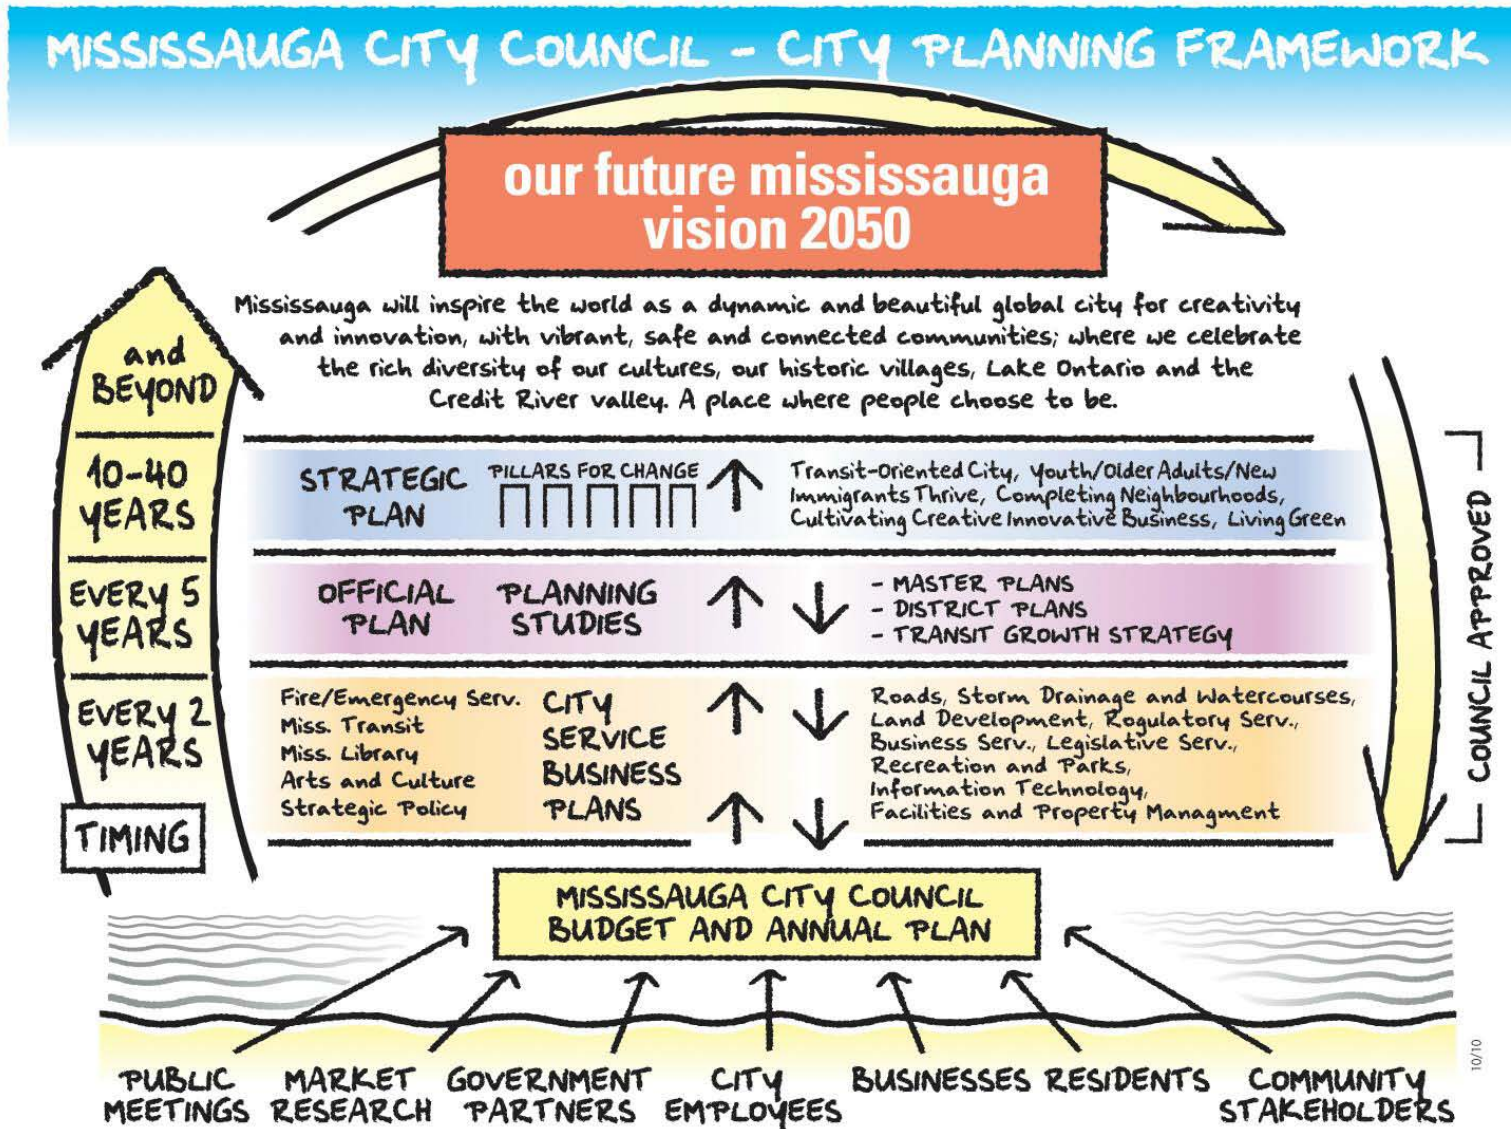 MISSISSAUGA CITY COUNCIL - CITY PLANNING FRAMEWORK
our future mississauga
vision 2050
Mississauga will inspire the world as a dynamic and beautiful global city for creativity
and innovation, with vibrant, safe and connected communities; where we celebrate
the rich diversity of our cultures, our historic villages, Lake Ontario and the
Credit River valley. A place where people choose to be.
and
BEYOND
10-40
YEARS
STRATEGIC
PLAN
PILLARS FOR CHANGE
Transit-Oriented City, Youth/Older Adults/New
Immigrants Thrive, Completing Neighbourhoods,
Cultivating Creative Innovative Business, Living Green
EVERY 5
YEARS
OFFICIAL
PLAN
PLANNING
STUDIES
- MASTER PLANS
- DISTRICT PLANS
- TRANSIT GROWTH STRATEGY
EVERY 2
YEARS
Fire/Emergency Serv.
Miss. Transit
Miss. Library
Arts and Culture
Strategic Policy
CITY
SERVICE
BUSINESS
PLANS
Roads, Storm Drainage and Watercourses,
Land Development, Rogulatory Serv.,
Business Serv., Legislative Serv.,
Recreation and Parks,
Information Technology,
Facilities and Property Managment
TIMING
COUNCIL APPROVED
MISSISSAUGA CITY COUNCIL
BUDGET AND ANNUAL PLAN
PUBLIC
MEETINGS
MARKET
RESEARCH
GOVERNMENT
PARTNERS
CITY
EMPLOYEES
BUSINESSES
RESIDENTS
COMMUNITY
STAKEHOLDERS
10/10